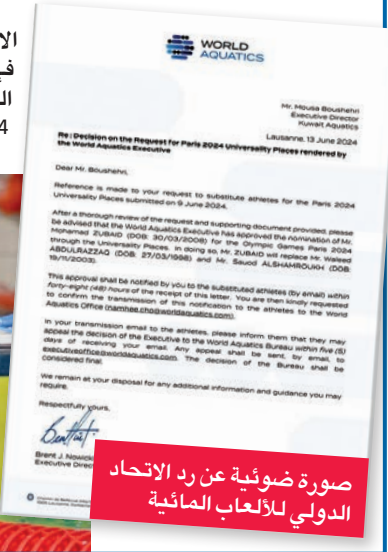 WORLD
AQUATICS
Mr. Mousa Boushehri
Executive Director
Kuwait Aquatics
Lausanne, 13 June 2024
Re: Decision on the Request for Paris 2024 Universality Places rendered by
the World Aquatics Executive
Dear Mr. Boushehri,
Reference is made to your request to substitute athletes for the Paris 2024
Universality Places submitted on 9 June 2024.
After a thorough review of the request and supporting document provided, please
be advised that the World Aquatics Executive has approved the nomination of Mr.
Mohamad ZUBAID (DOB: 30/03/2008) for the Olympic Games Paris 2024
through the Universality Places. In doing so, Mr. ZUBAID will replace Mr. Waleed
ABDULRAZZAQ (DOB: 27/03/1998) and Mr. Saud ALSHAMROUKH (DOB:
19/11/2003).
This approval shall be notified by you to the substituted athletes (by email) within
forty-eight (48) hours of the receipt of this letter. You are then kindly requested
to confirm the transmission of this notification to the athletes to the World
Aquatics Office (namhee.cho@worldaquatics.com).
In your transmission email to the athletes, please inform them that they may
appeal the decision of the Executive to the World Aquatics Bureau within five (5)
days of receiving your email. Any appeal shall be sent, by email, to
executiveoffice@worldaquatics.com. The decision of the Bureau shall be
considered final.
We remain at your disposal for any additional information and guidance you may
require.
Respectfully yours,
Brent J. Nowicki
Executive Direc
صورة ضوئية عن رد الاتحاد
الدولي للألعاب المائية
4